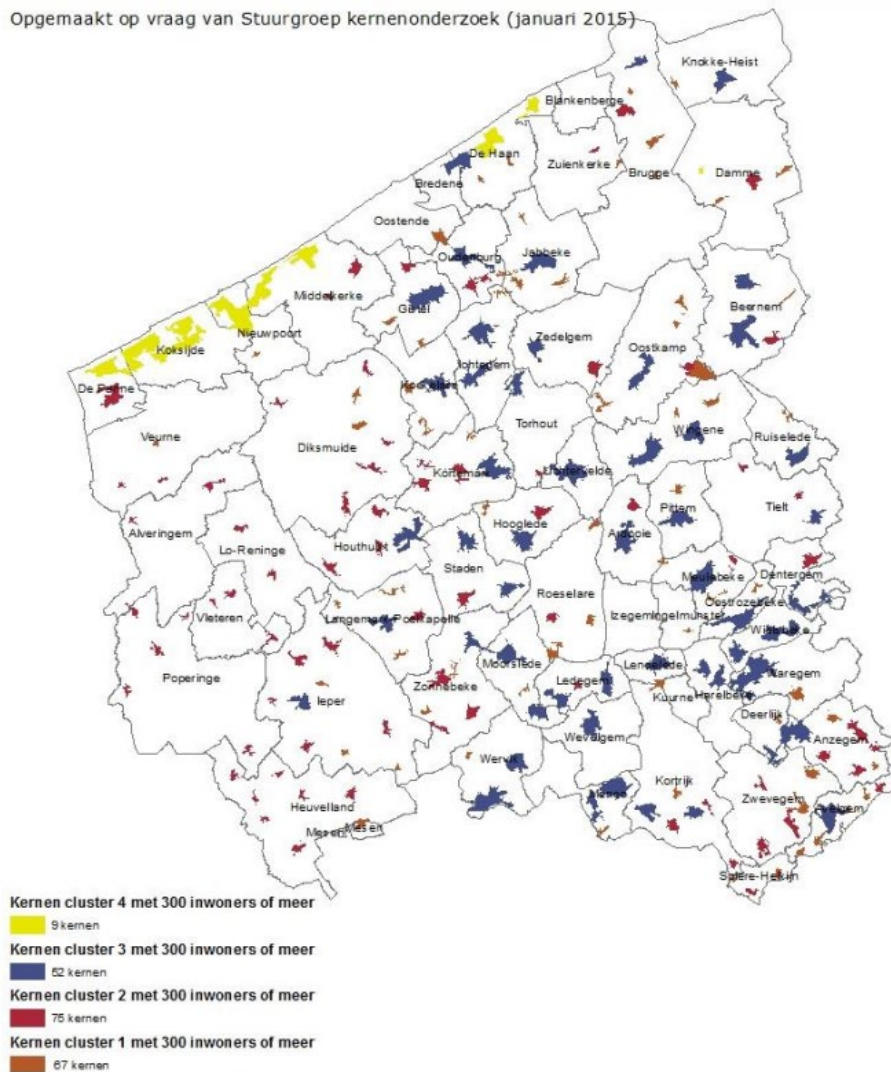 Opgemaakt op vraag van Stuurgroep kernenonderzoek (januari 2015)
Knokke-Heist
Blankenberge
De Haan
Zuienkerke
Brugge
Damme
Bredene
Oostende
Oudenburg
Jabbeke
Middelkerke
Gistel
Beernem
Nieuwpoort
Koksijde
Zedelgem
Oostkamp
Ichtegem
De Panne
Koekelare
Torhout
Wingene
Ruiselede
Veurne
Diksmuide
Kortemark
Lichtervelde
Tielt
Pittem
Alveringem
Lo-Reninge
Houthulst
Hooglede
Ardooie
Staden
Meulebeke
Dentergem
Roeselare
Oostrozebeke
Vleteren
Langemark-Poelkapelle
Izegem
Ingelmunster
Wielsbeke
Poperinge
Moorslede
Lendelede
Waregem
Zonnebeke
Ledegem
Ieper
Kuurne
Harelbeke
Deerlijk
Wevelgem
Anzegem
Wervik
Kortrijk
Menen
Zwevegem
Heuvelland
Avelgem
Mesen
Mesen
Spiere-Helkijn
Kernen cluster 4 met 300 inwoners of meer
9 kernen
Kernen cluster 3 met 300 inwoners of meer
52 kernen
Kernen cluster 2 met 300 inwoners of meer
75 kernen
Kernen cluster 1 met 300 inwoners of meer
67 kernen